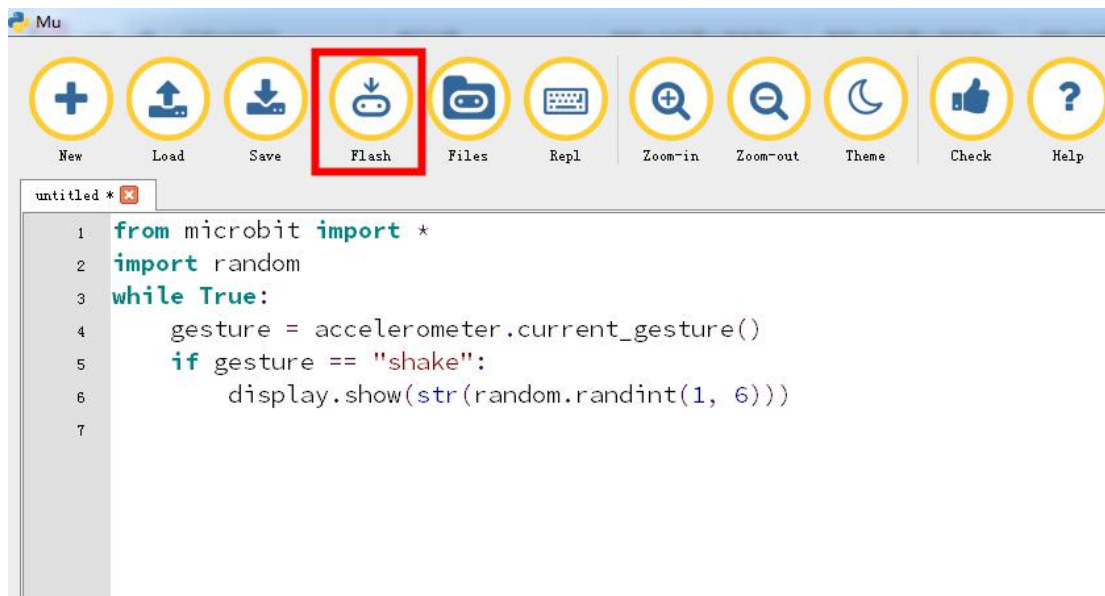 Mu
New Load Save Flash Files Repl Zoom-in Zoom-out Theme Check Help
untitled *
1 from microbit import *
2 import random
3 while True:
4     gesture = accelerometer.current_gesture()
5     if gesture == "shake":
6         display.show(str(random.randint(1, 6)))
7